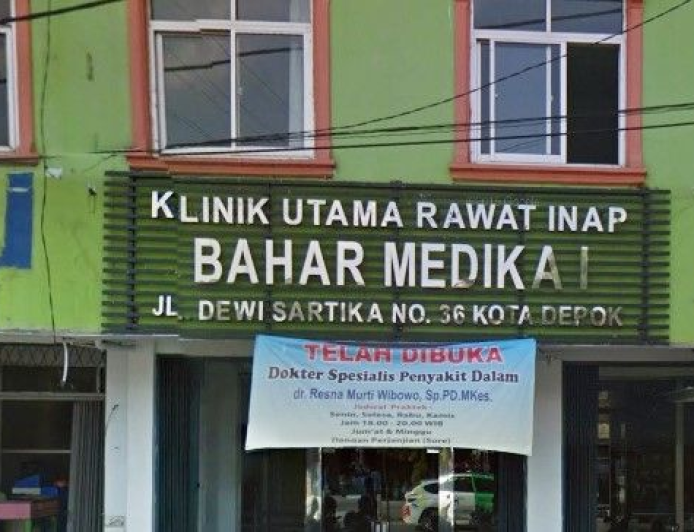 KLINIK UTAMA RAWAT INAP
BAHAR MEDIKA I
JL. DEWI SARTIKA NO. 36 KOTA DEPOK
TELAH DIBUKA
Dokter Spesialis Penyakit Dalam
dr. Resna Murti Wibowo, Sp.PD.MKes.
Jadwal Praktek :
Senin, Selasa, Rabu, Kamis
Jam 18.00 - 20.00 WIB
Jum'at & Minggu
Dengan Perjanjian (Sore)